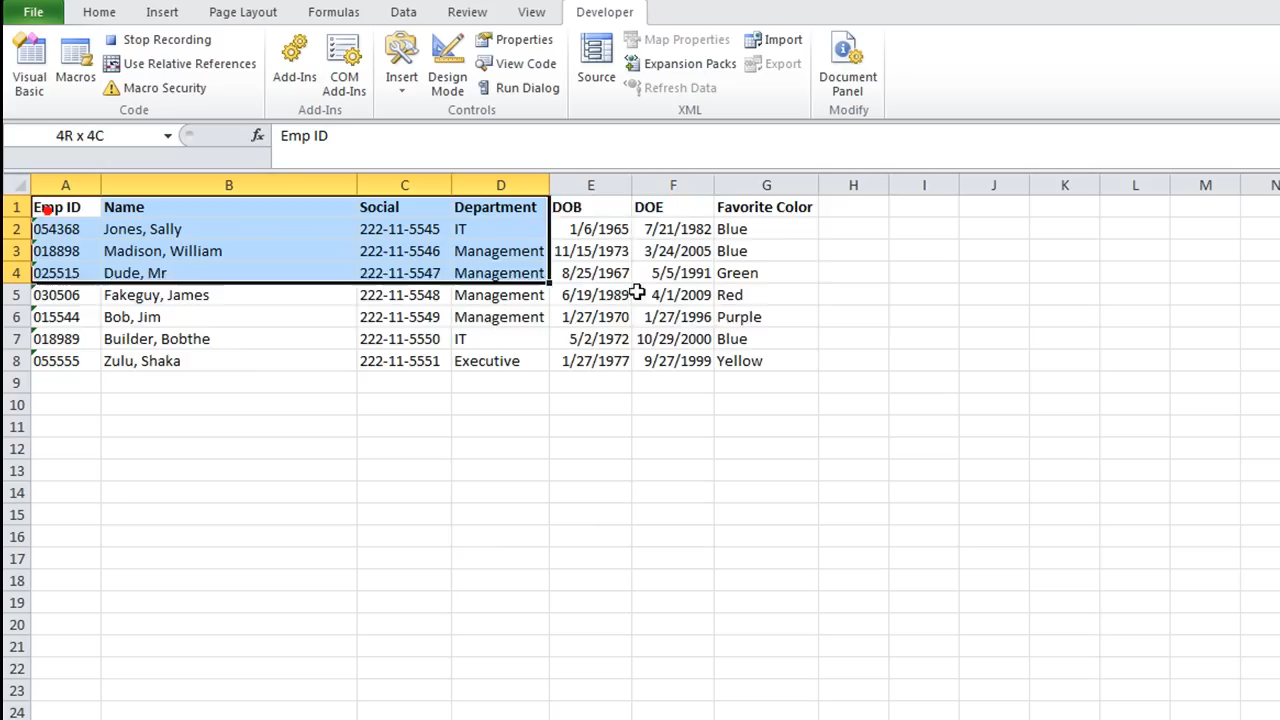 File Home Insert Page Layout Formulas Data Review View Developer
Visual Basic Macros Stop Recording Use Relative References Macro Security Add-Ins COM Add-Ins Insert Design Mode Properties View Code Run Dialog Source Map Properties Expansion Packs Refresh Data Import Export Document Panel
Code Add-Ins Controls XML Modify
4R x 4C fx Emp ID
A B C D E F G H I J K L M N
1 Emp ID Name Social Department DOB DOE Favorite Color
2 054368 Jones, Sally 222-11-5545 IT 1/6/1965 7/21/1982 Blue
3 018898 Madison, William 222-11-5546 Management 11/15/1973 3/24/2005 Blue
4 025515 Dude, Mr 222-11-5547 Management 8/25/1967 5/5/1991 Green
5 030506 Fakeguy, James 222-11-5548 Management 6/19/1989 4/1/2009 Red
6 015544 Bob, Jim 222-11-5549 Management 1/27/1970 1/27/1996 Purple
7 018989 Builder, Bobthe 222-11-5550 IT 5/2/1972 10/29/2000 Blue
8 055555 Zulu, Shaka 222-11-5551 Executive 1/27/1977 9/27/1999 Yellow
9
10
11
12
13
14
15
16
17
18
19
20
21
22
23
24